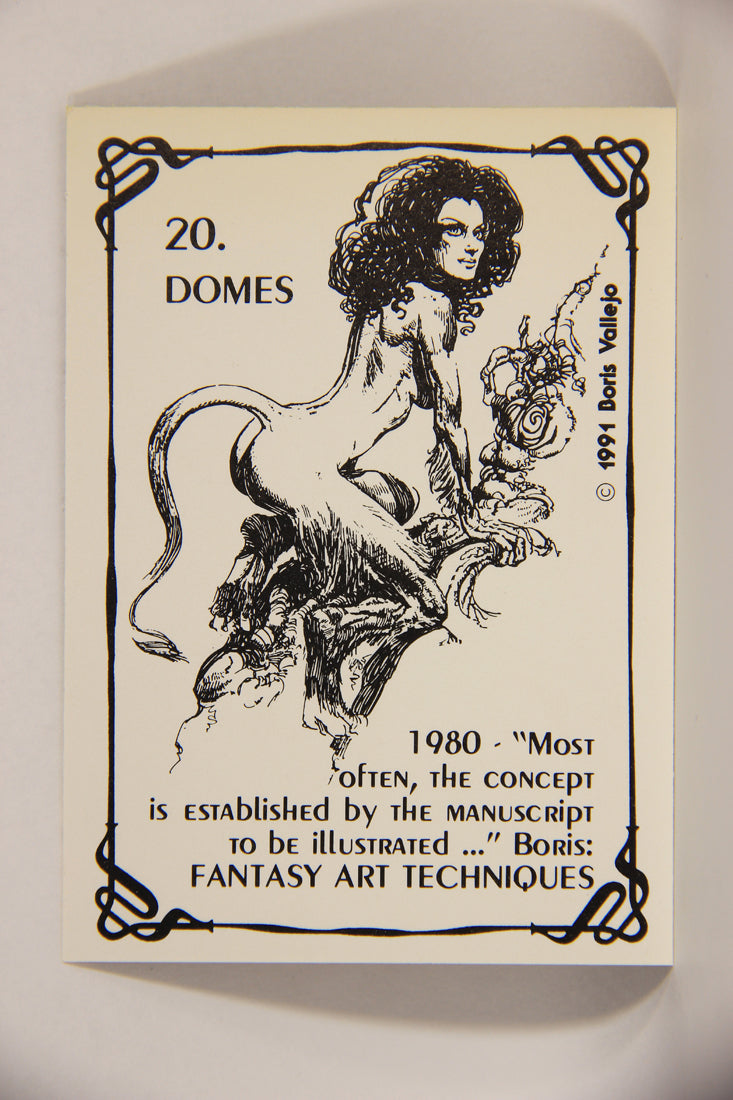 20.
DOMES
© 1991 Boris Vallejo
1980 - "Most
often, the concept
is established by the manuscript
to be illustrated ..." Boris:
FANTASY ART TECHNIQUES